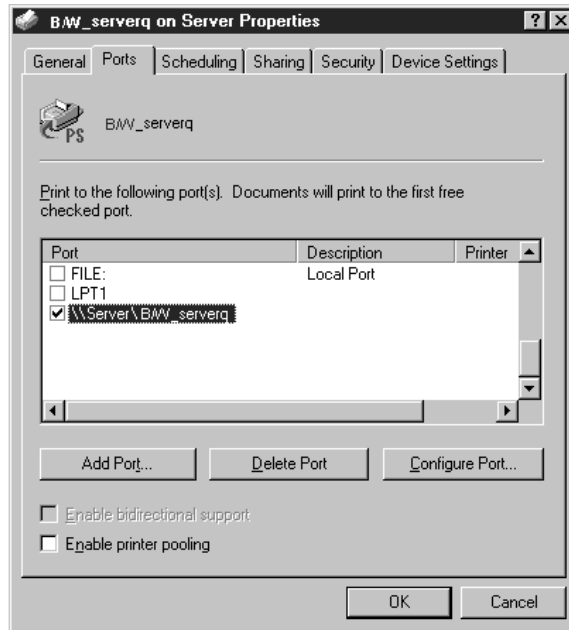 B/W_serverq on Server Properties
General Ports Scheduling Sharing Security Device Settings
PS
B/W_serverq
Print to the following port(s). Documents will print to the first free
checked port.
Port Description Printer
FILE: Local Port
LPT1
\\Server\B/W_serverq
Add Port... Delete Port Configure Port...
Enable bidirectional support
Enable printer pooling
OK Cancel